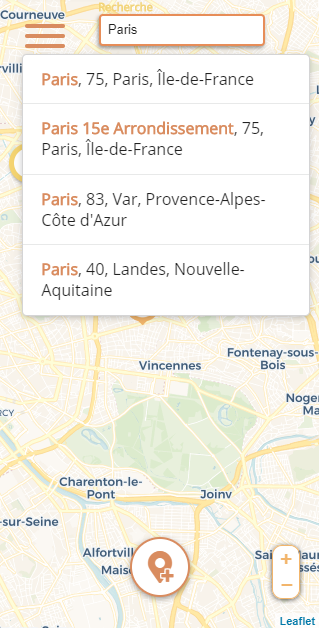 Courneuve
Recherche
Paris
Paris, 75, Paris, Île-de-France
Paris 15e Arrondissement, 75,
Paris, Île-de-France
Paris, 83, Var, Provence-Alpes-
Côte d'Azur
Paris, 40, Landes, Nouvelle-
Aquitaine
Vincennes
Fontenay-sous-
Bois
Charenton-le-
Pont
Joinv
-sur-Seine
Alfortvil
Maiso
+
−
Leaflet